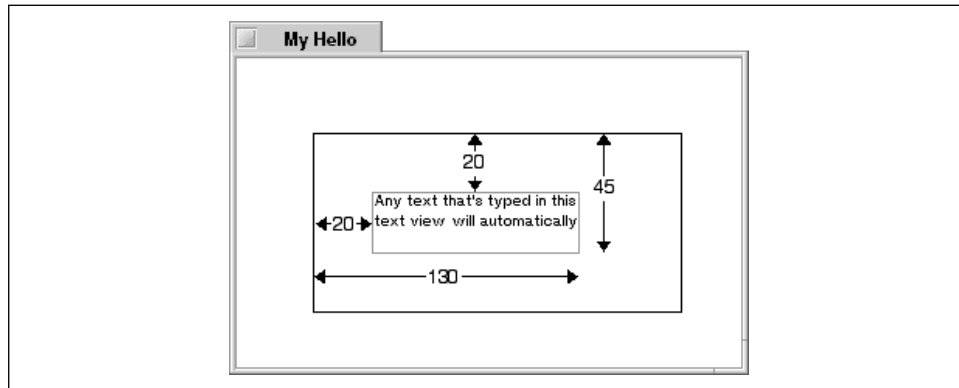 My Hello
20
45
Any text that's typed in this
text view will automatically
20
130